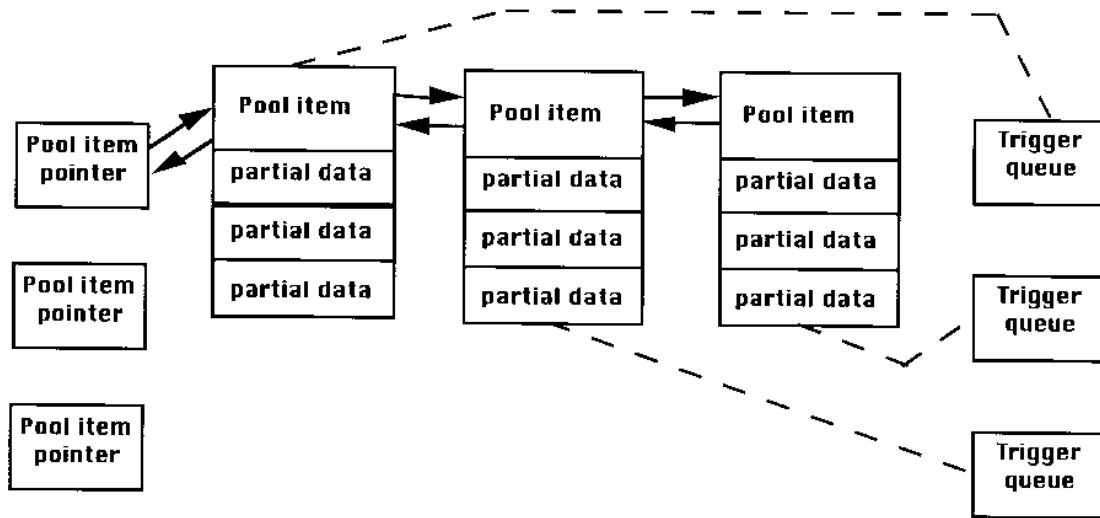 Pool item
pointer
Pool item
partial data
partial data
partial data
Pool item
partial data
partial data
partial data
Pool item
partial data
partial data
partial data
Trigger
queue
Pool item
pointer
Trigger
queue
Pool item
pointer
Trigger
queue